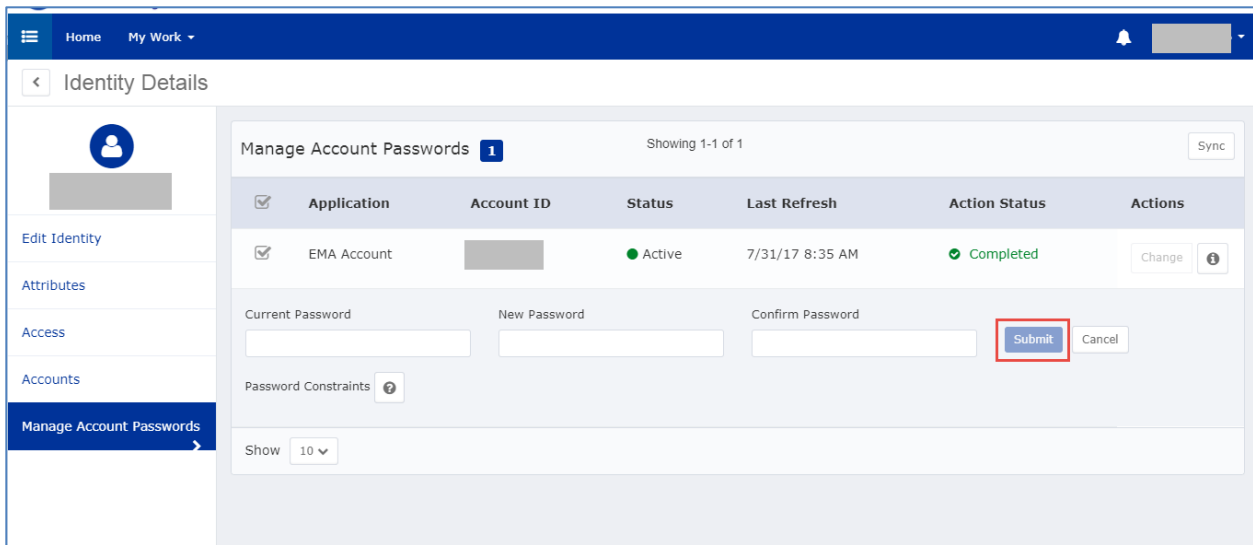 Home My Work
Identity Details
Manage Account Passwords 1 Showing 1-1 of 1 Sync
Application Account ID Status Last Refresh Action Status Actions
EMA Account Active 7/31/17 8:35 AM Completed Change
Edit Identity
Attributes
Access
Accounts
Manage Account Passwords
Current Password New Password Confirm Password
Submit Cancel
Password Constraints
Show 10